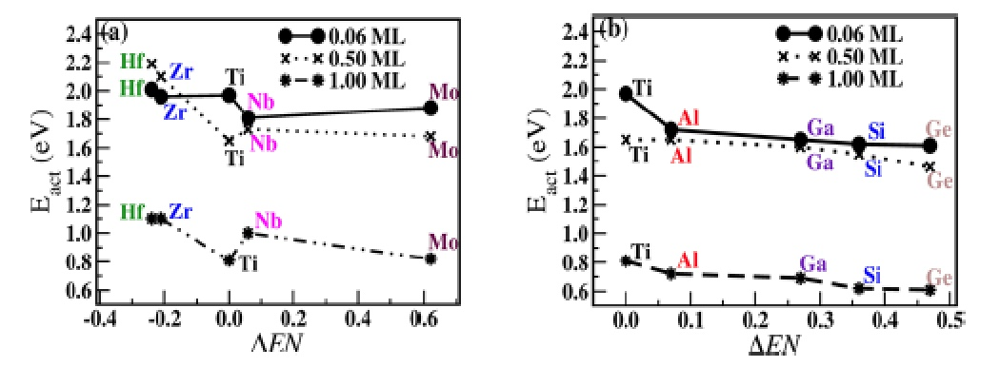 (a)
0.06 ML
0.50 ML
1.00 ML
2.4
2.2
2.0
1.8
1.6
1.4
1.2
1.0
0.8
0.6
E_act (eV)
Hf
Zr
Hf
Zr
Ti
Nb
Mo
Ti
Nb
Mo
Hf
Zr
Ti
Nb
Mo
-0.4 -0.2 0.0 0.2 0.4 0.6
ΔEN
(b)
0.06 ML
0.50 ML
1.00 ML
2.4
2.2
2.0
1.8
1.6
1.4
1.2
1.0
0.8
0.6
E_act (eV)
Ti
Al
Ga
Si
Ge
Ti
Al
Ga
Si
Ge
Ti
Al
Ga
Si
Ge
0.0 0.1 0.2 0.3 0.4 0.5
ΔEN